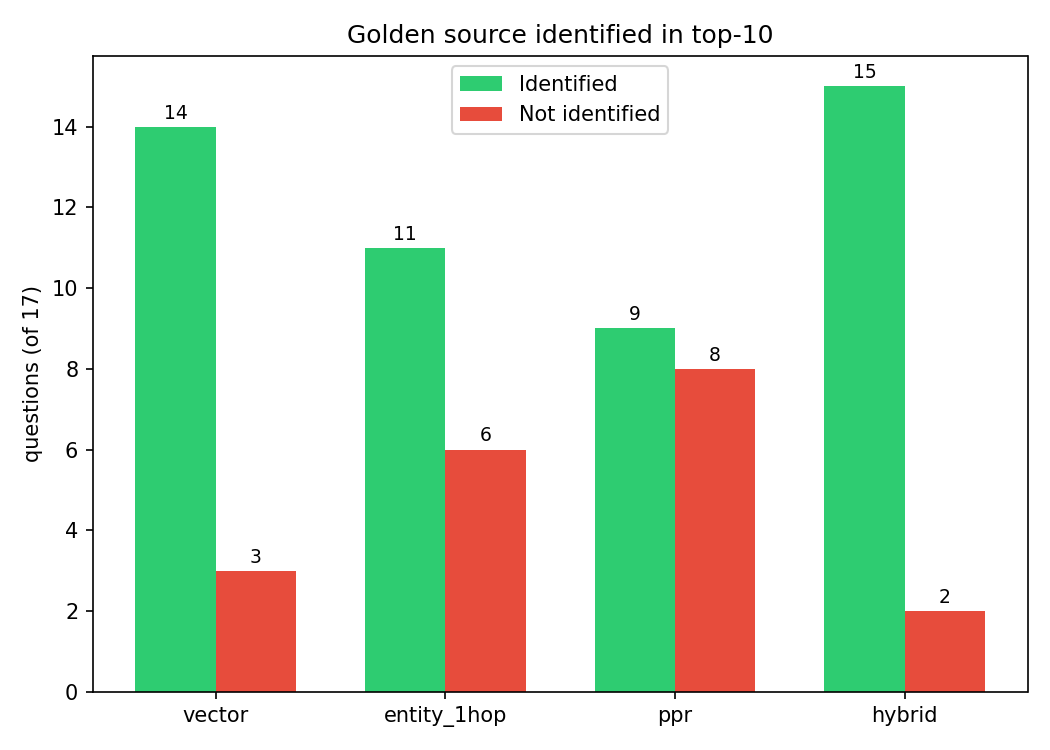 Golden source identified in top-10
Identified
Not identified
questions (of 17)
14
12
10
8
6
4
2
0
14
3
11
6
9
8
15
2
vector
entity_1hop
ppr
hybrid